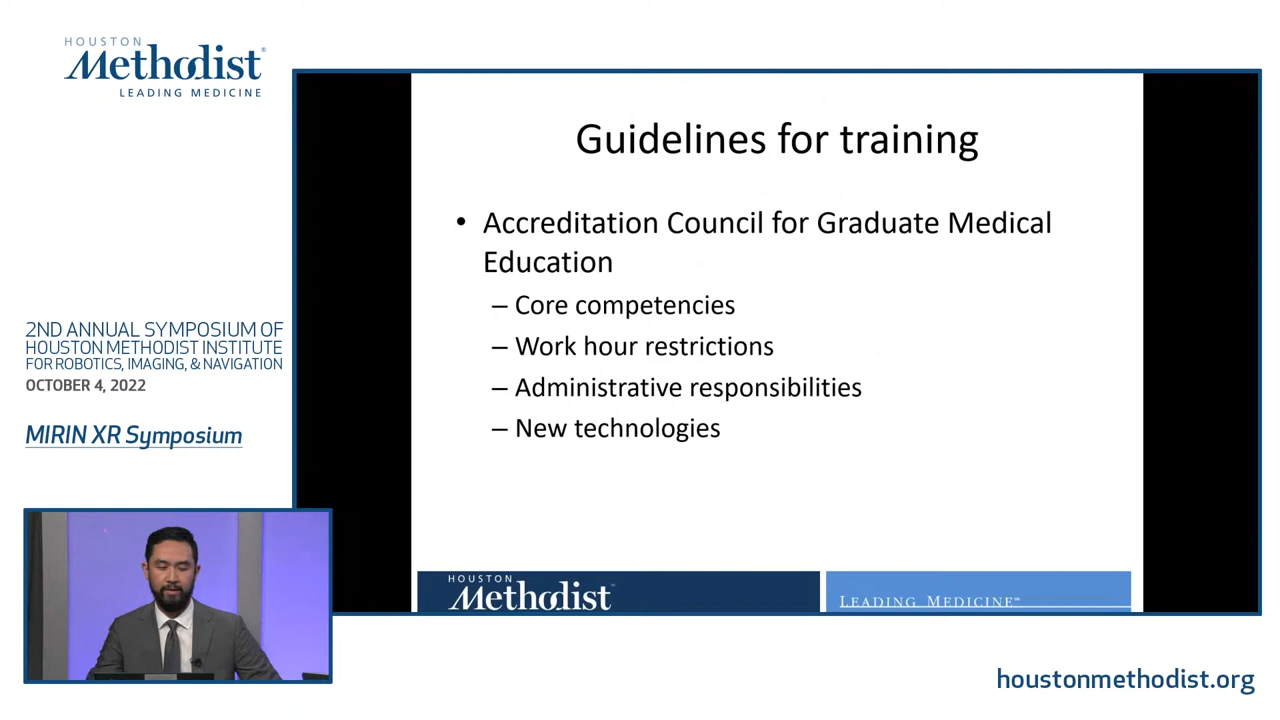 HOUSTON
Methodist®
LEADING MEDICINE
2ND ANNUAL SYMPOSIUM OF
HOUSTON METHODIST INSTITUTE
FOR ROBOTICS, IMAGING, & NAVIGATION
OCTOBER 4, 2022
MIRIN XR Symposium
Guidelines for training
• Accreditation Council for Graduate Medical
Education
– Core competencies
– Work hour restrictions
– Administrative responsibilities
– New technologies
HOUSTON
Methodist℠
LEADING MEDICINE℠
houstonmethodist.org